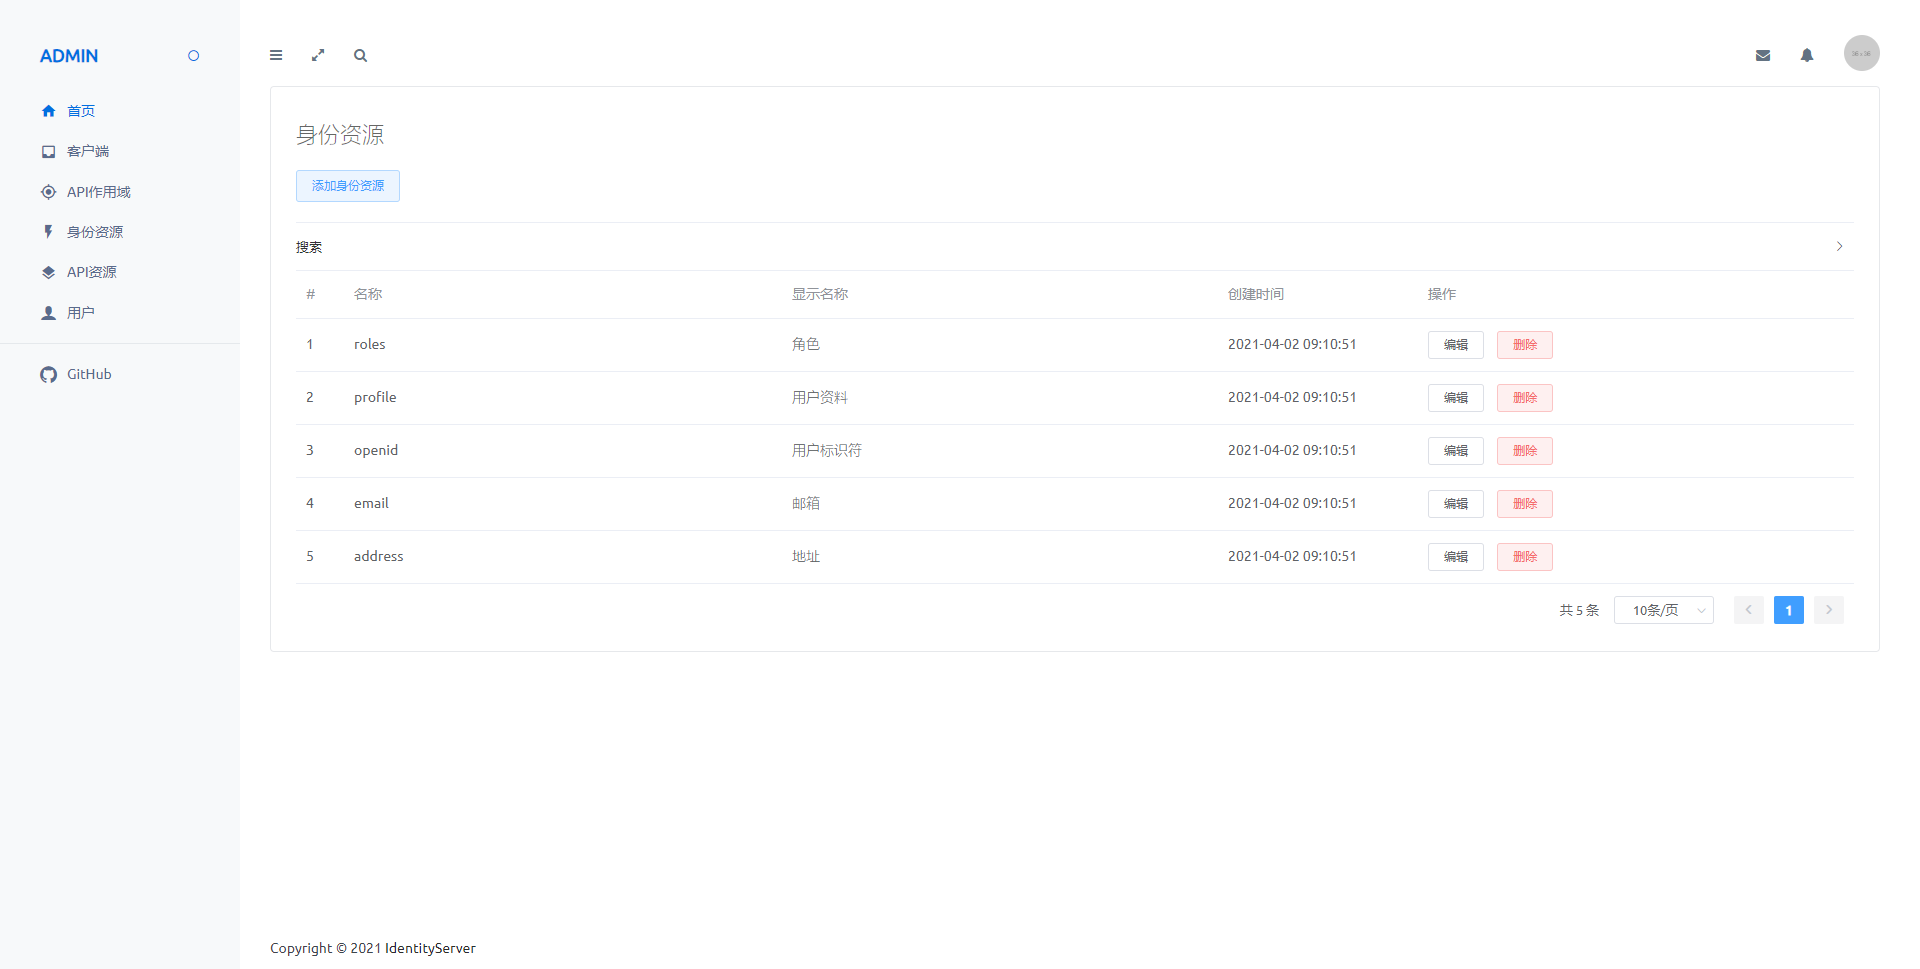 ADMIN
首页
客户端
API作用域
身份资源
API资源
用户
GitHub
身份资源
添加身份资源
搜索
# 名称 显示名称 创建时间 操作
1 roles 角色 2021-04-02 09:10:51 编辑 删除
2 profile 用户资料 2021-04-02 09:10:51 编辑 删除
3 openid 用户标识符 2021-04-02 09:10:51 编辑 删除
4 email 邮箱 2021-04-02 09:10:51 编辑 删除
5 address 地址 2021-04-02 09:10:51 编辑 删除
共 5 条 10条/页 1
Copyright © 2021 IdentityServer